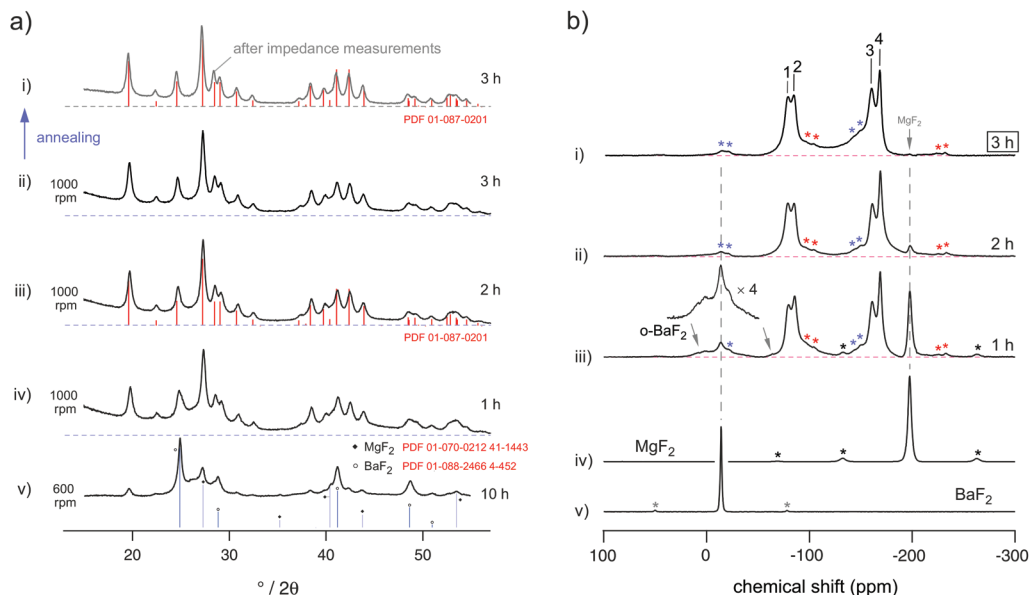 a)
after impedance measurements
i)
3 h
PDF 01-087-0201
annealing
ii)
1000
rpm
3 h
iii)
1000
rpm
2 h
PDF 01-087-0201
iv)
1000
rpm
1 h
MgF2 PDF 01-070-0212 41-1443
BaF2 PDF 01-088-2466 4-452
v)
600
rpm
10 h
20 30 40 50
° / 2θ
b)
1 2 3 4
MgF2
* * * * * * * *
i)
3 h
2 h
* * * * * * * *
ii)
× 4
o-BaF2
1 h
* * * * * * * * *
iii)
MgF2
* * *
iv)
BaF2
* *
v)
100 0 -100 -200 -300
chemical shift (ppm)